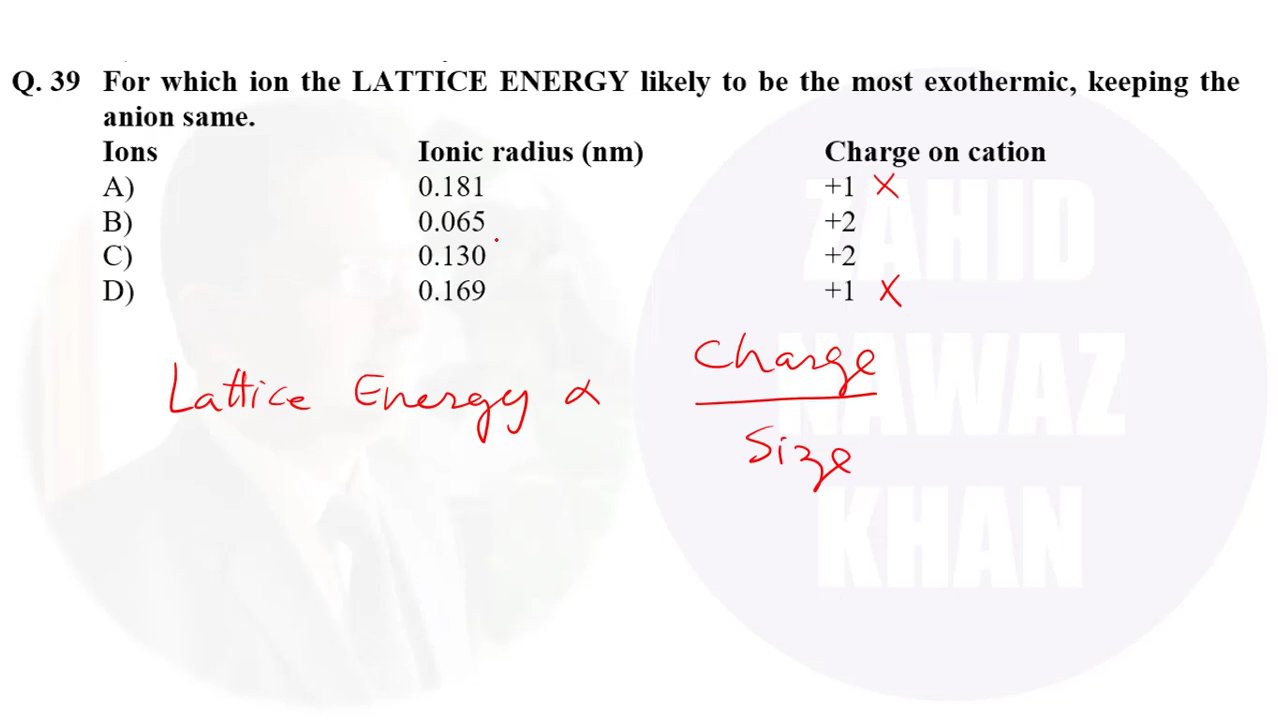 Q. 39 For which ion the LATTICE ENERGY likely to be the most exothermic, keeping the
anion same.
Ions Ionic radius (nm) Charge on cation
A) 0.181 +1 X
B) 0.065 +2
C) 0.130 +2
D) 0.169 +1 X
Lattice Energy ∝ Charge
Size
ZAHID
NAWAZ
KHAN